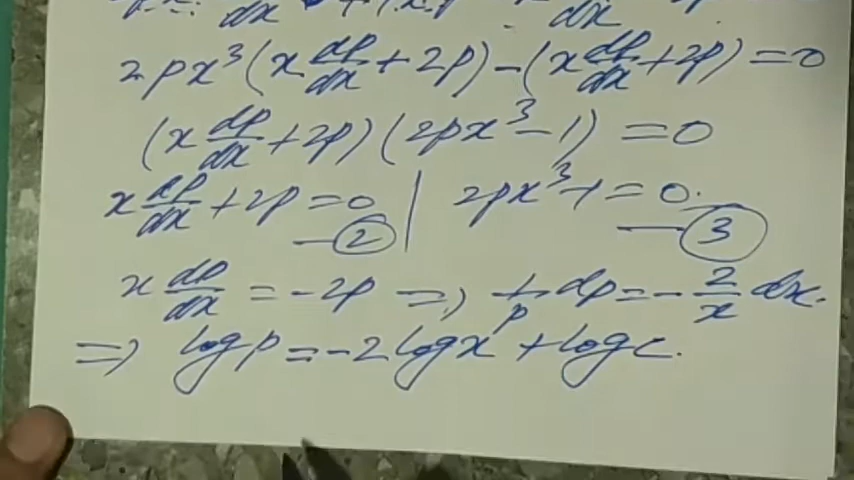 2px³(x dp/dx + 2p) - (x dp/dx + 2p) = 0
(x dp/dx + 2p)(2px³ - 1) = 0
x dp/dx + 2p = 0 —② | 2px³ - 1 = 0. —③
x dp/dx = -2p ⇒ 1/p dp = -2/x dx.
⇒ log p = -2 log x + log c.